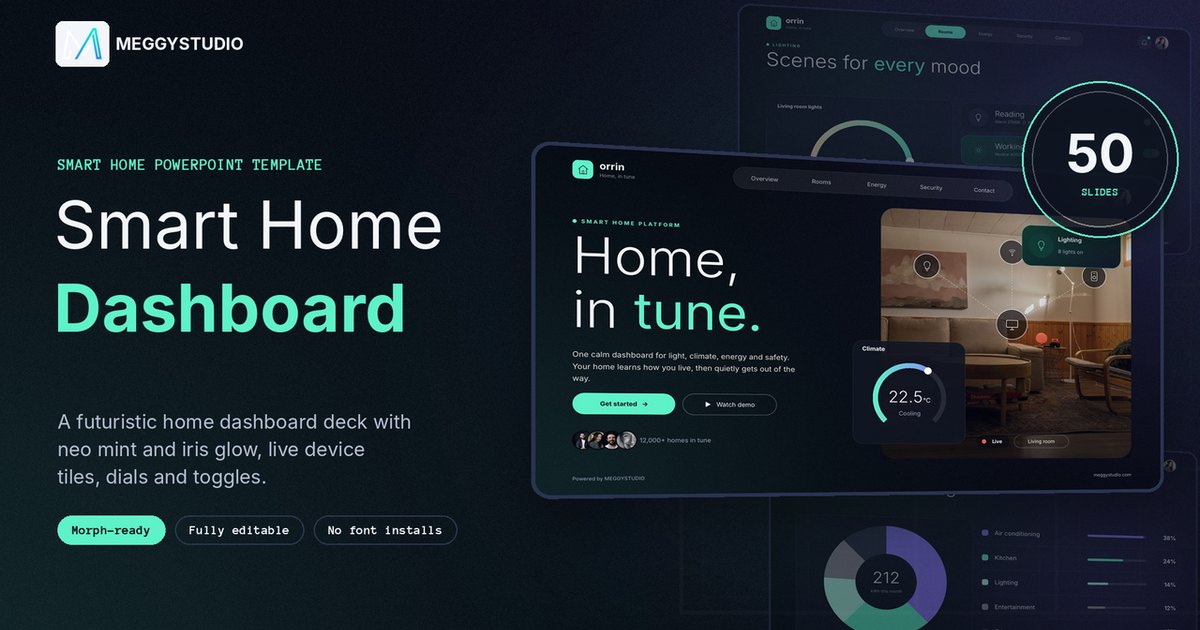 MEGGYSTUDIO
SMART HOME POWERPOINT TEMPLATE
Smart Home
Dashboard
A futuristic home dashboard deck with
neo mint and iris glow, live device
tiles, dials and toggles.
Morph-ready
Fully editable
No font installs
orrin
Home, in tune
Overview
Rooms
Energy
Security
Contact
LIGHTING
Scenes for every mood
Living room lights
Reading
Working
50
SLIDES
orrin
Home, in tune
Overview
Rooms
Energy
Security
Contact
SMART HOME PLATFORM
Home,
in tune.
One calm dashboard for light, climate, energy and safety.
Your home learns how you live, then quietly gets out of the
way.
Get started →
Watch demo
12,000+ homes in tune
Lighting
8 lights on
Climate
22.5°C
Cooling
Live
Living room
Powered by MEGGYSTUDIO
meggystudio.com
212
kWh this month
Air conditioning 38%
Kitchen 24%
Lighting 14%
Entertainment 12%